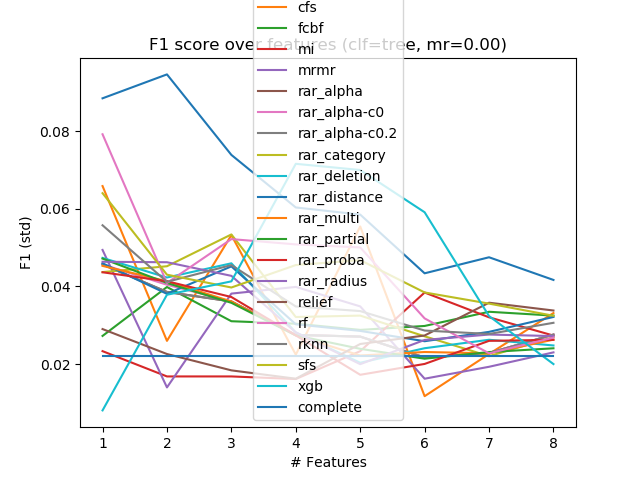 cfs
fcbf
F1 score over features (clf=tree, mr=0.00)
mi
mrmr
rar_alpha
rar_alpha-c0
rar_alpha-c0.2
rar_category
rar_deletion
rar_distance
rar_multi
rar_partial
rar_proba
rar_radius
relief
rf
rknn
sfs
xgb
complete
F1 (std)
0.08
0.06
0.04
0.02
1 2 3 4 5 6 7 8
# Features